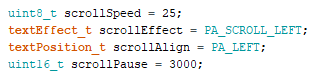 uint8_t scrollSpeed = 25;
textEffect_t scrollEffect = PA_SCROLL_LEFT;
textPosition_t scrollAlign = PA_LEFT;
uint16_t scrollPause = 3000;